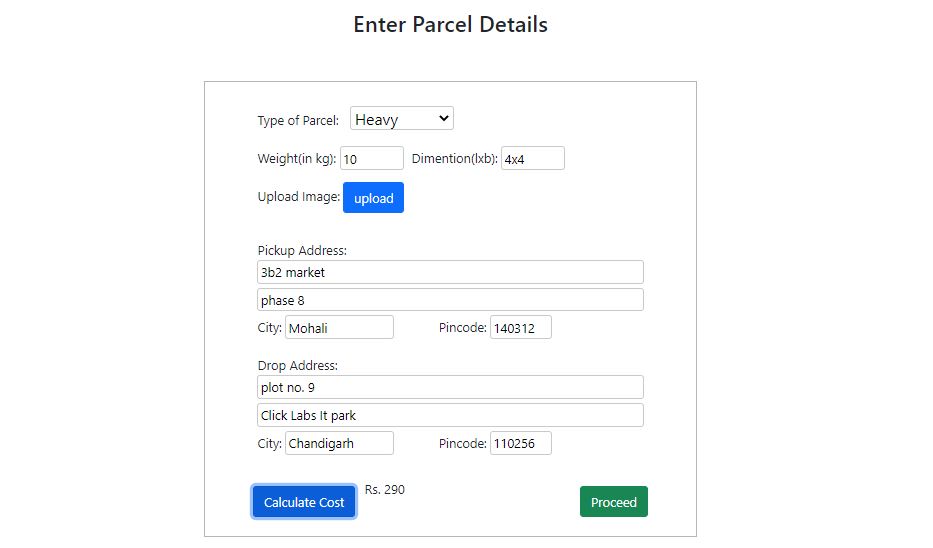 Enter Parcel Details
Type of Parcel: Heavy
Weight(in kg): 10 Dimention(lxb): 4x4
Upload Image: upload
Pickup Address:
3b2 market
phase 8
City: Mohali Pincode: 140312
Drop Address:
plot no. 9
Click Labs It park
City: Chandigarh Pincode: 110256
Calculate Cost Rs. 290 Proceed